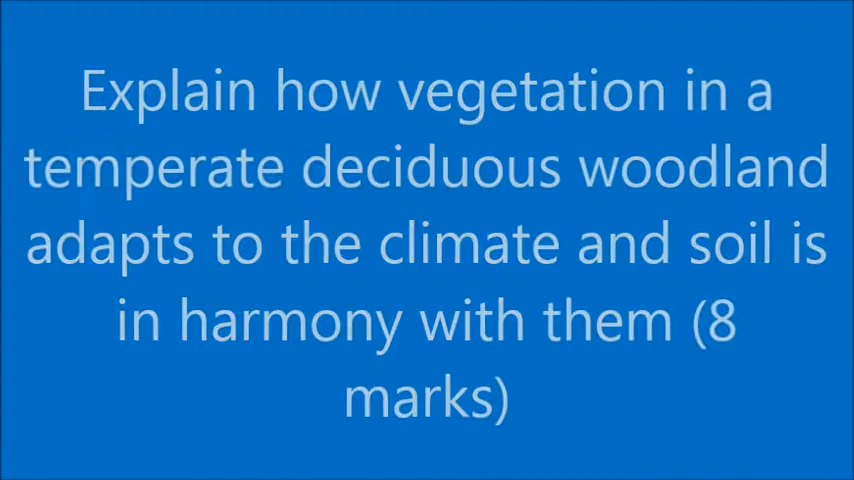 Explain how vegetation in a
temperate deciduous woodland
adapts to the climate and soil is
in harmony with them (8
marks)